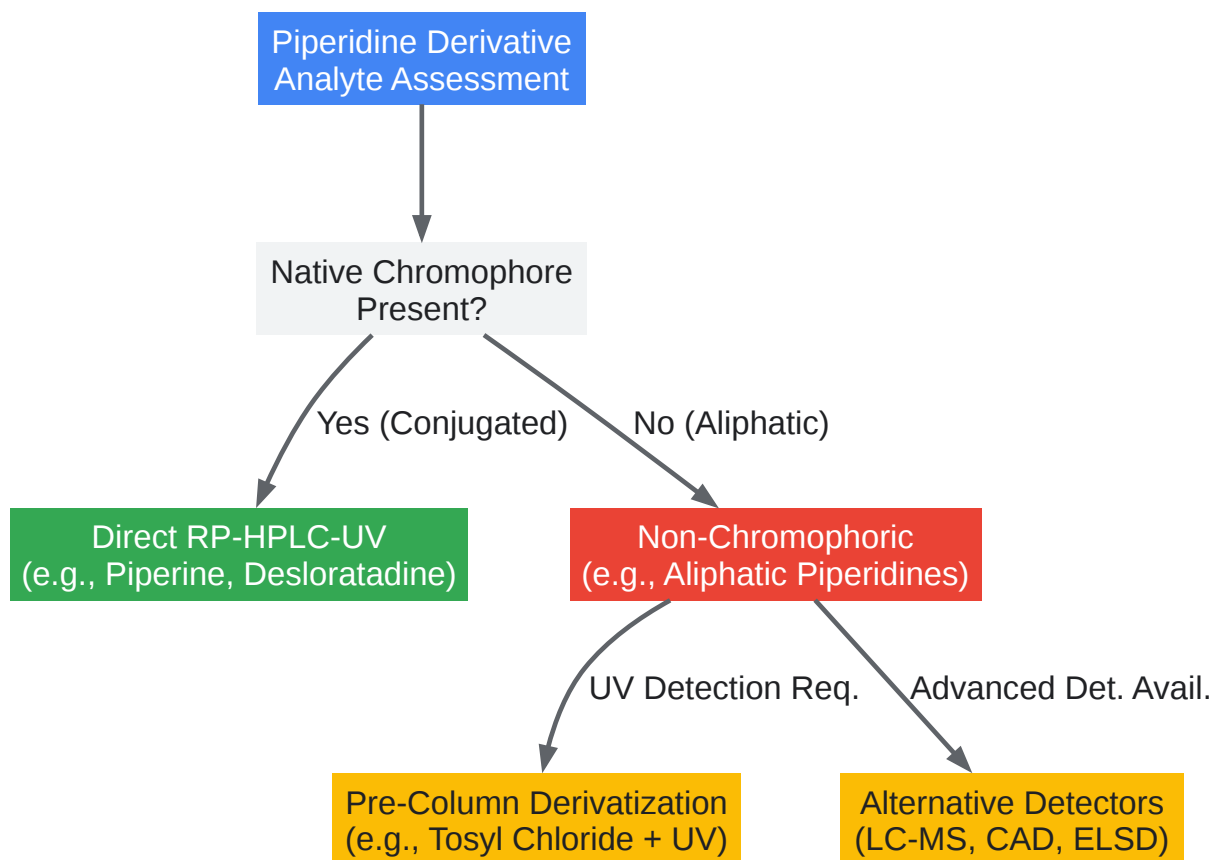 Piperidine Derivative
Analyte Assessment
Native Chromophore
Present?
Yes (Conjugated)
No (Aliphatic)
Direct RP-HPLC-UV
(e.g., Piperine, Desloratadine)
Non-Chromophoric
(e.g., Aliphatic Piperidines)
UV Detection Req.
Advanced Det. Avail.
Pre-Column Derivatization
(e.g., Tosyl Chloride + UV)
Alternative Detectors
(LC-MS, CAD, ELSD)